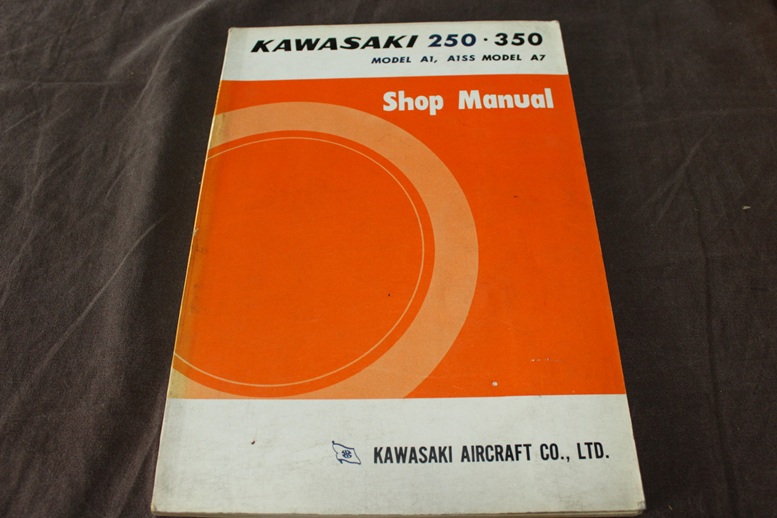 KAWASAKI 250·350
MODEL A1, A1SS MODEL A7
Shop Manual
KAWASAKI AIRCRAFT CO., LTD.